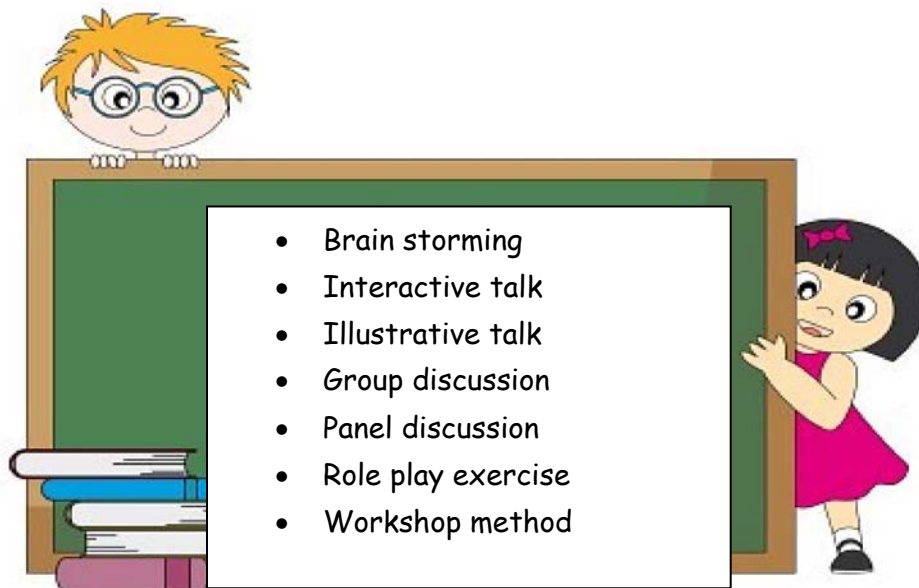 • Brain storming
• Interactive talk
• Illustrative talk
• Group discussion
• Panel discussion
• Role play exercise
• Workshop method